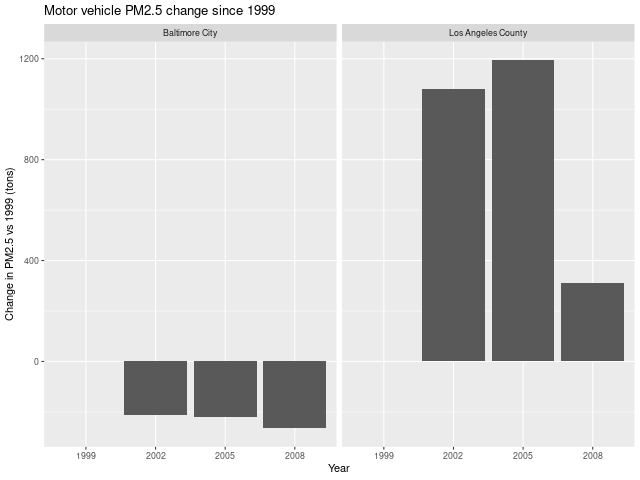 Motor vehicle PM2.5 change since 1999
Baltimore City
Los Angeles County
Change in PM2.5 vs 1999 (tons)
1200
800
400
0
1999 2002 2005 2008
1999 2002 2005 2008
Year